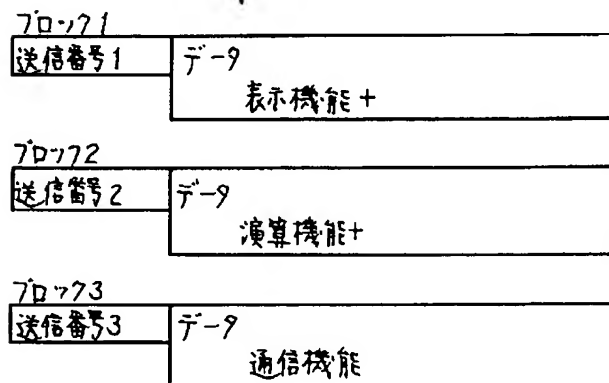 ブロック1
送信番号1 データ
表示機能+
ブロック2
送信番号2 データ
演算機能+
ブロック3
送信番号3 データ
通信機能